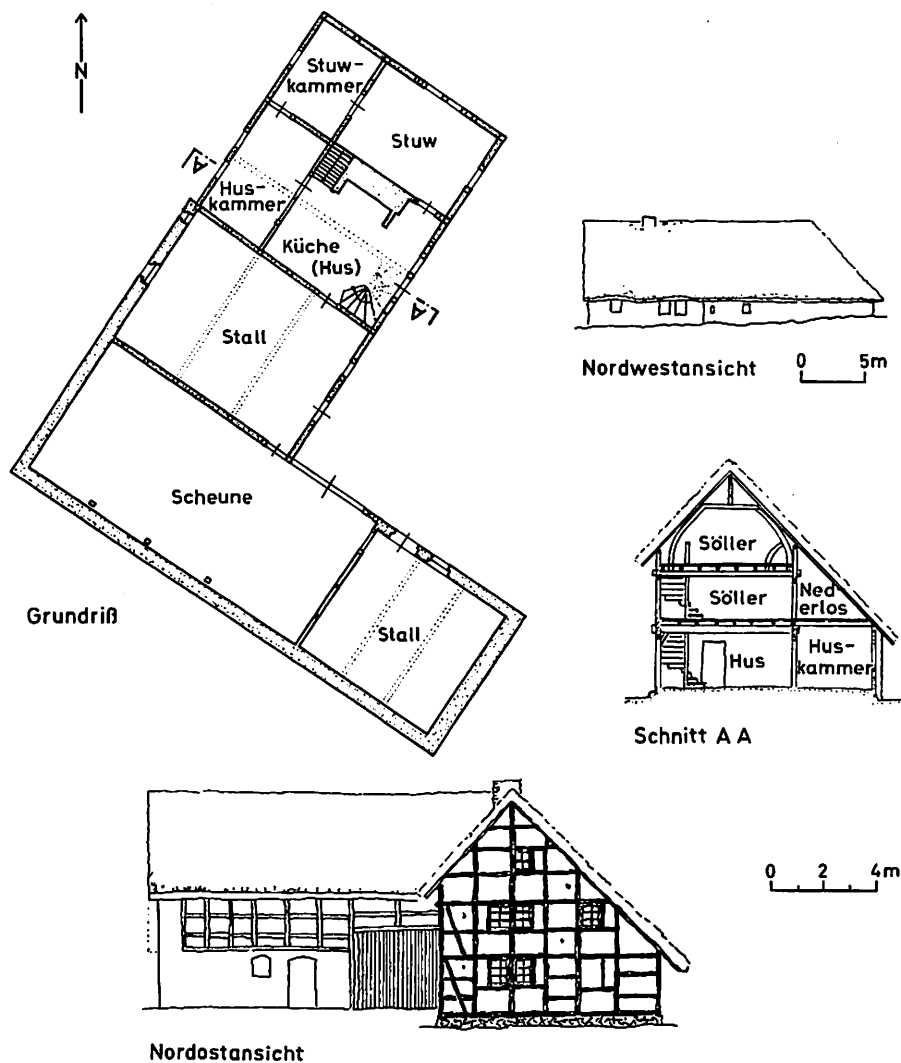 N
Stuw-
kammer
Stuw
A
Hus-
kammer
Küche
(Hus)
A
Stall
Scheune
Stall
Grundriß
Nordwestansicht
0 5m
Söller
Söller
Ned
erlos
Hus
Hus-
kammer
Schnitt A A
0 2 4m
Nordostansicht